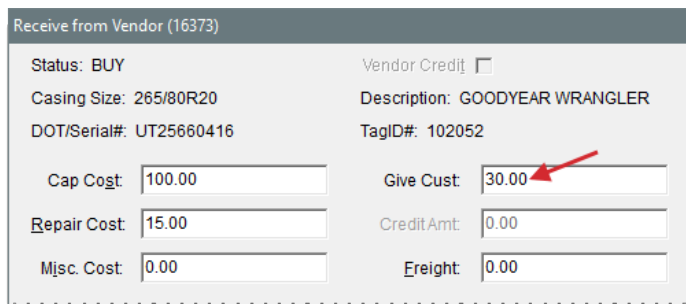 Receive from Vendor (16373)
Status: BUY
Vendor Credit
Casing Size: 265/80R20
Description: GOODYEAR WRANGLER
DOT/Serial#: UT25660416
TagID#: 102052
Cap Cost: 100.00
Give Cust: 30.00
Repair Cost: 15.00
Credit Amt: 0.00
Misc. Cost: 0.00
Freight: 0.00